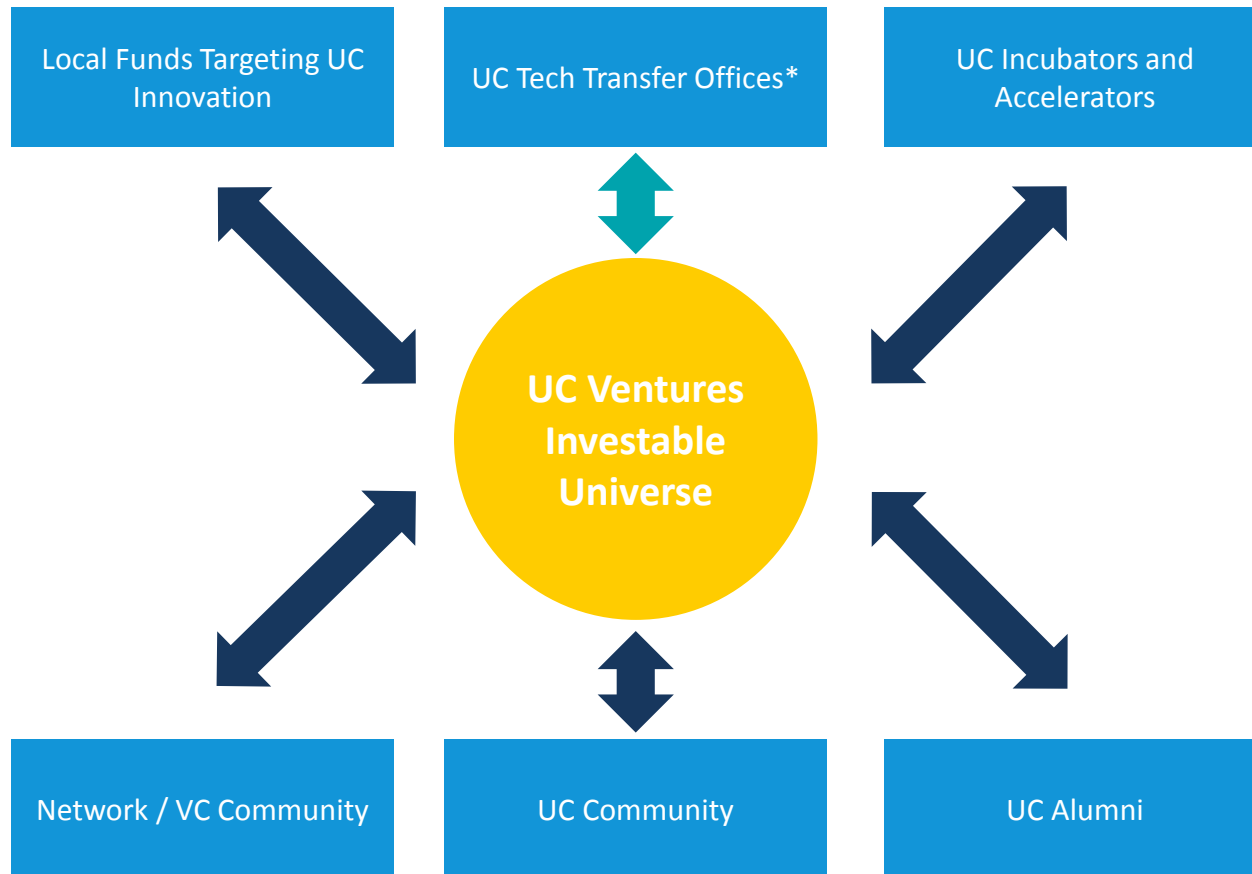 Local Funds Targeting UC
Innovation
UC Tech Transfer Offices*
UC Incubators and
Accelerators
UC Ventures
Investable
Universe
Network / VC Community
UC Community
UC Alumni